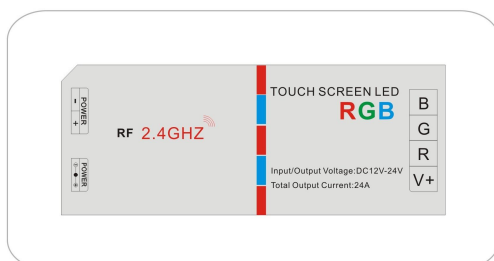 POWER
- +
RF 2.4GHZ
POWER
TOUCH SCREEN LED
RGB
Input/Output Voltage:DC12V-24V
Total Output Current:24A
B
G
R
V+